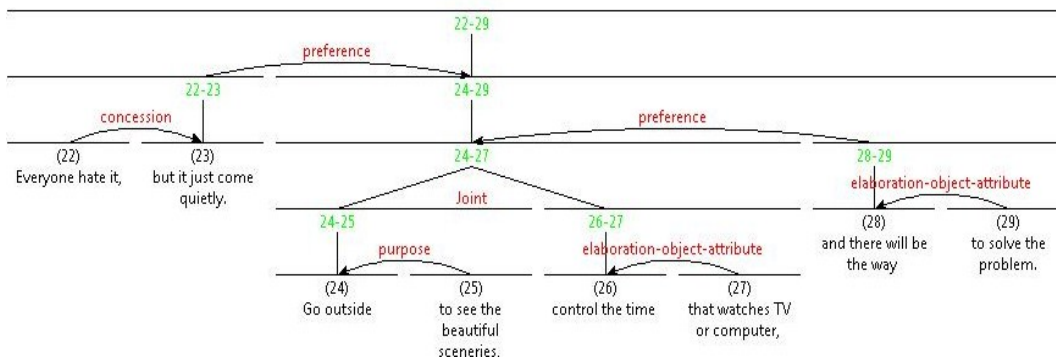 22-29
preference
22-23
24-29
concession
preference
(22)
Everyone hate it,
(23)
but it just come
quietly.
24-27
28-29
Joint
elaboration-object-attribute
24-25
26-27
(28)
and there will be
the way
(29)
to solve the
problem.
purpose
elaboration-object-attribute
(24)
Go outside
(25)
to see the
beautiful
sceneries.
(26)
control the time
(27)
that watches TV
or computer,